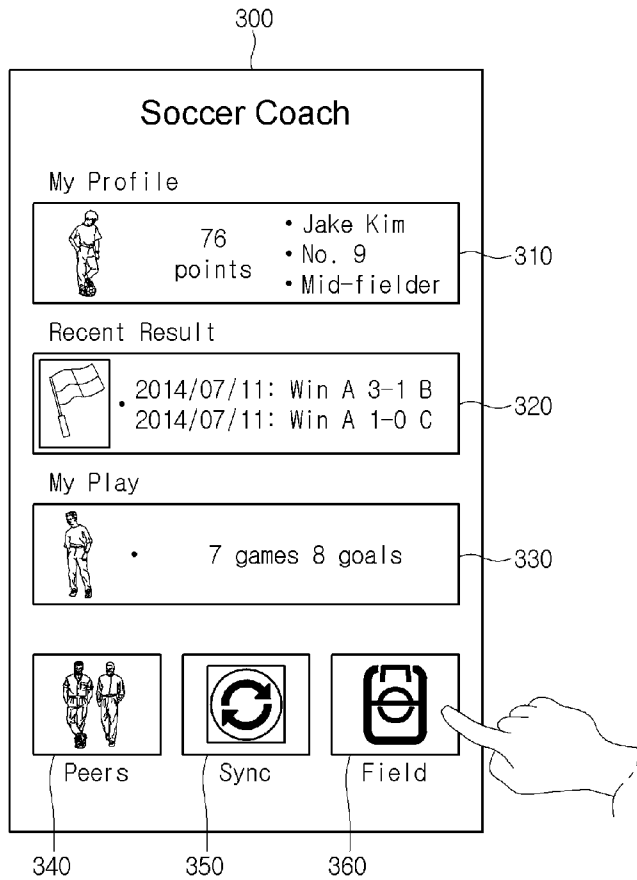 300
Soccer Coach
My Profile
76
points
• Jake Kim
• No. 9
• Mid-fielder
310
Recent Result
• 2014/07/11: Win A 3-1 B
2014/07/11: Win A 1-0 C
320
My Play
• 7 games 8 goals
330
Peers
Sync
Field
340
350
360